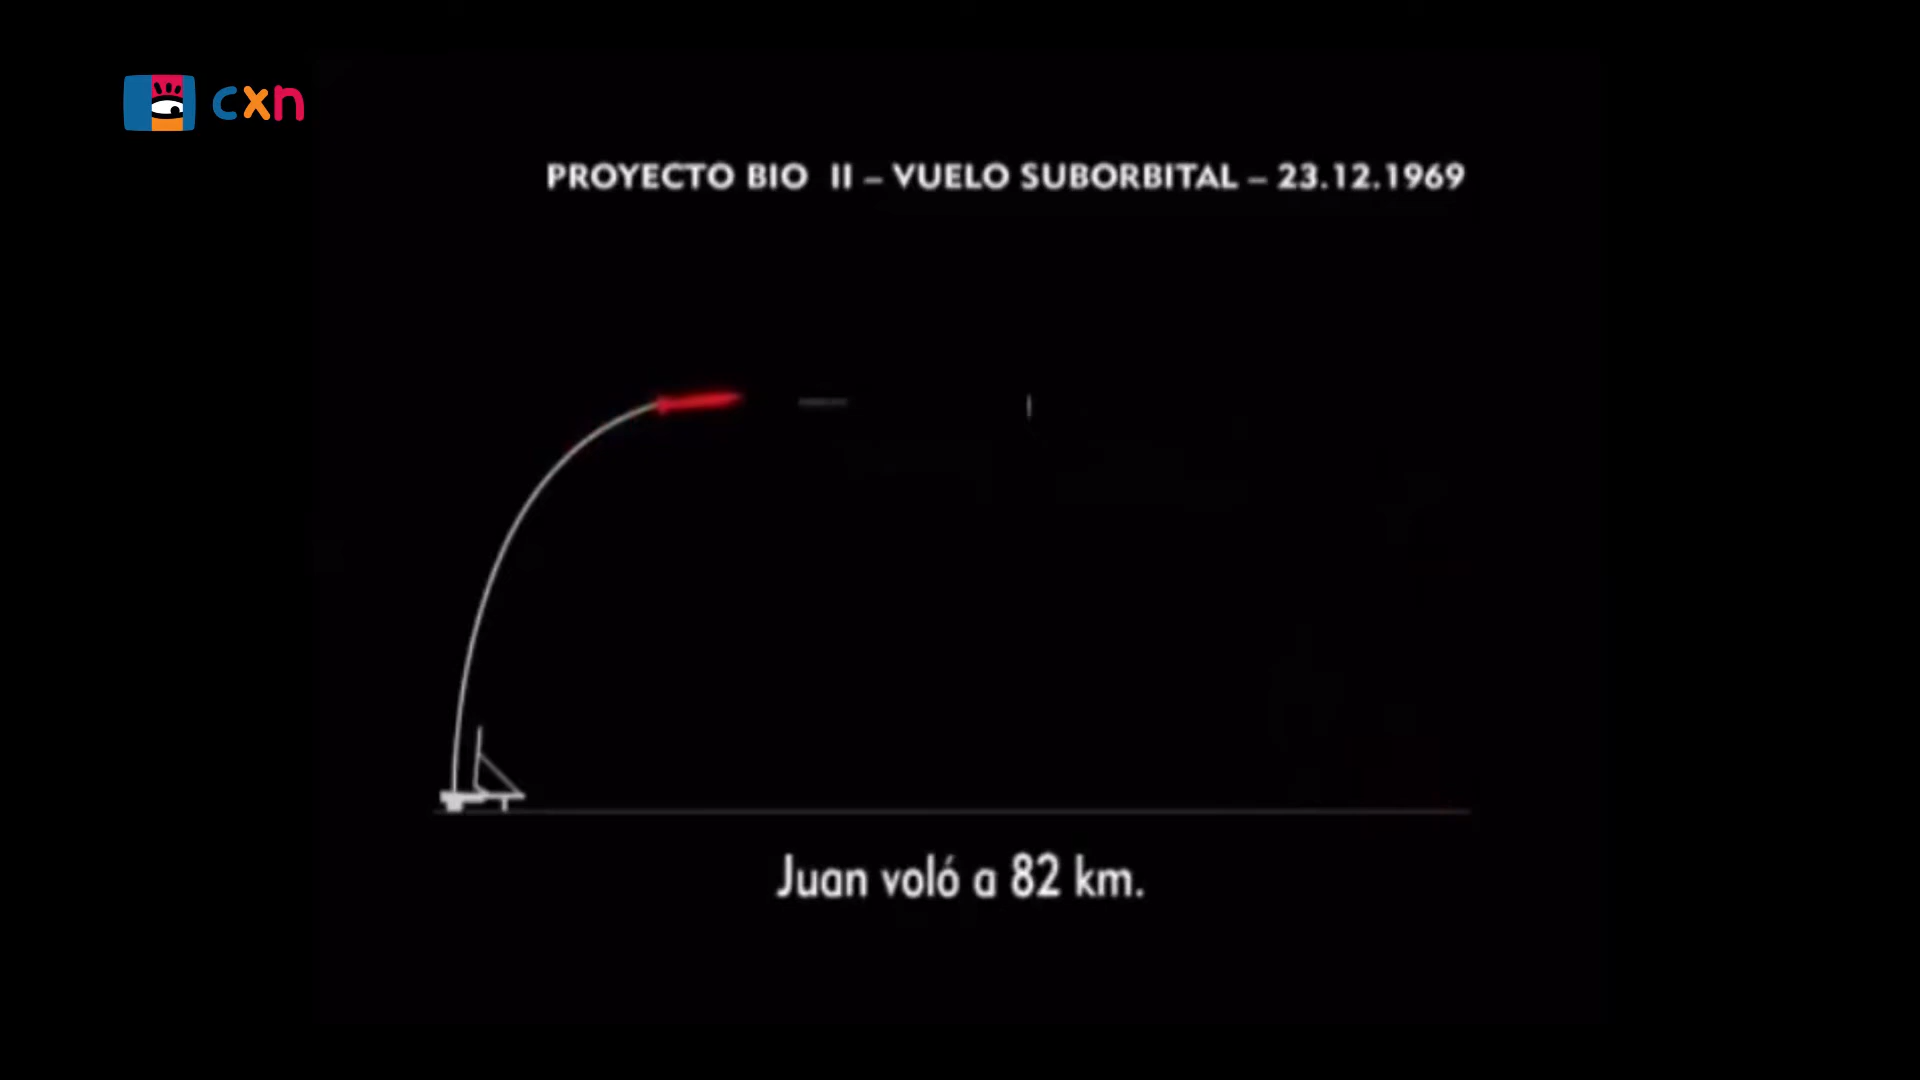 cxn
PROYECTO BIO II – VUELO SUBORBITAL – 23.12.1969
Juan voló a 82 km.